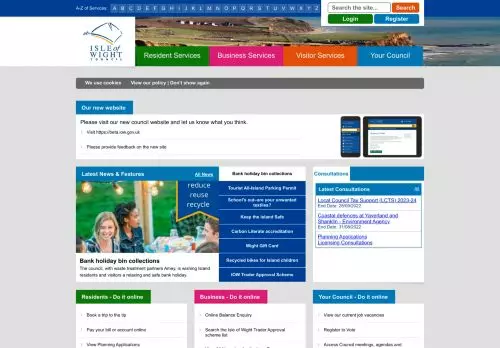 A-Z of Services: A B C D E F G H I J K L M N O P Q R S T U V W X Y Z
Search the site... Search
Login Register
ISLE of
WIGHT
COUNCIL
Resident Services Business Services Visitor Services Your Council
We use cookies View our policy | Don't show again
Our new website
Please visit our new council website and let us know what you think.
Visit https://beta.iow.gov.uk
Please provide feedback on the new site
Latest News & Features All News
reduce
reuse
recycle
Bank holiday bin collections
The council, with waste treatment partners Amey, is wishing Island
residents and visitors a relaxing and safe bank holiday.
Bank holiday bin collections
Tourist All-Island Parking Permit
School's out–are your unwanted
textiles?
Keep the Island Safe
Carbon Literate accreditation
Wight Gift Card
Recycled bikes for Island children
IOW Trader Approval Scheme
Consultations
Latest Consultations All
Local Council Tax Support (LCTS) 2023-24
End Date:
Coastal defences at Yaverland and
Shanklin - Environment Agency
End Date: 31/08/2022
Planning Applications
Licensing Consultations
Residents - Do it online
Book a trip to the tip
Pay your bill or account online
View Planning Applications
Business - Do it online
Online Balance Enquiry
Search the Isle of Wight Trader Approval
scheme list
Your Council - Do it online
View our current job vacancies
Register to Vote
Access Council meetings, agendas and